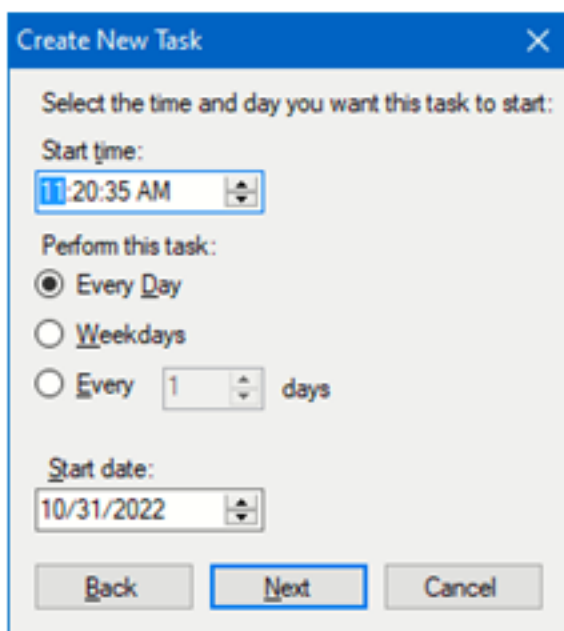 Create New Task
Select the time and day you want this task to start:
Start time:
11:20:35 AM
Perform this task:
Every Day
Weekdays
Every 1 days
Start date:
10/31/2022
Back Next Cancel